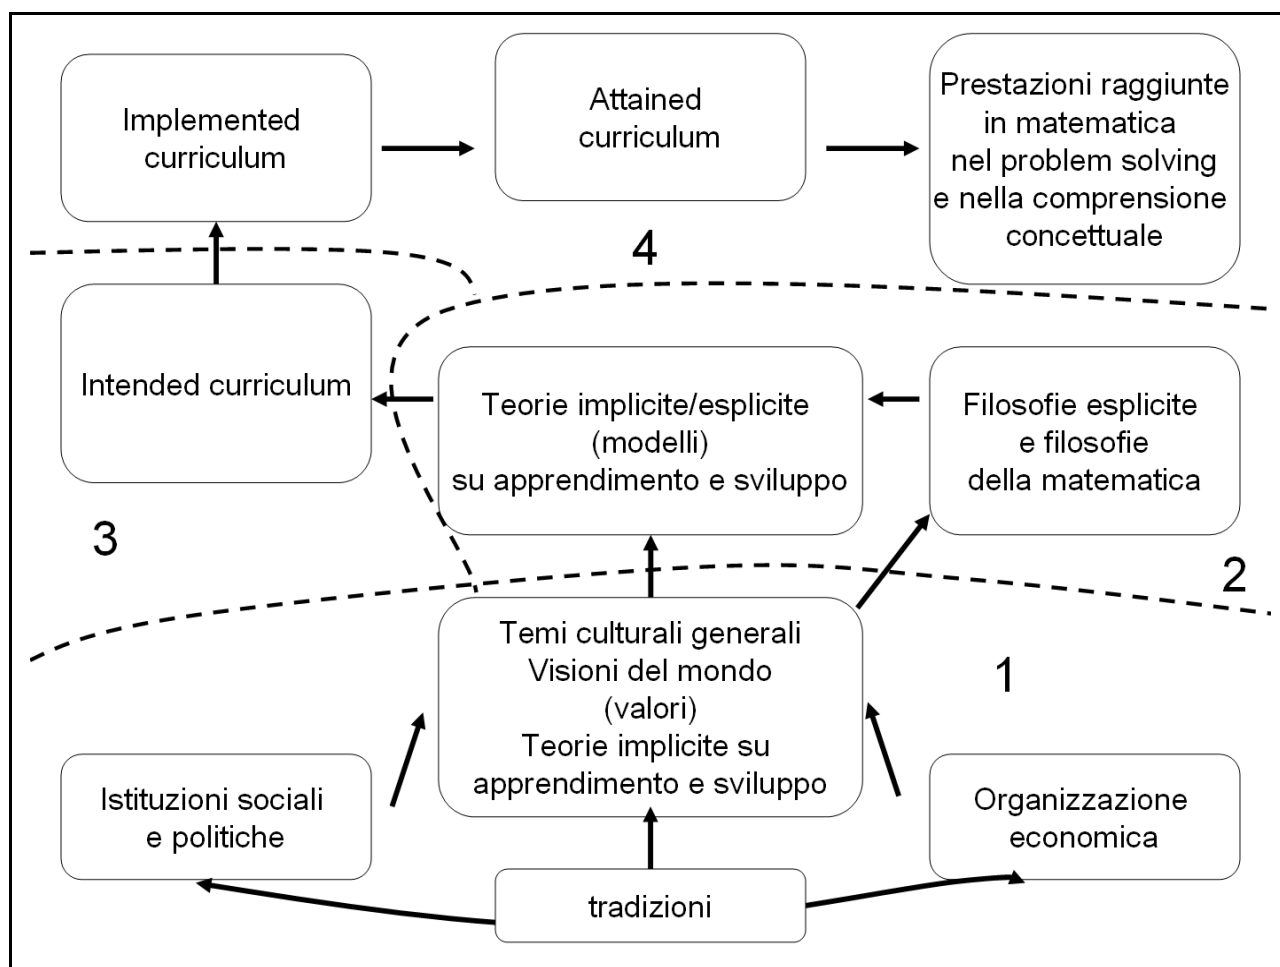 Implemented
curriculum
Attained
curriculum
Prestazioni raggiunte
in matematica
nel problem solving
e nella comprensione
concettuale
4
Intended curriculum
Teorie implicite/esplicite
(modelli)
su apprendimento e sviluppo
Filosofie esplicite
e filosofie
della matematica
3
2
Temi culturali generali
Visioni del mondo
(valori)
Teorie implicite su
apprendimento e sviluppo
1
Istituzioni sociali
e politiche
Organizzazione
economica
tradizioni